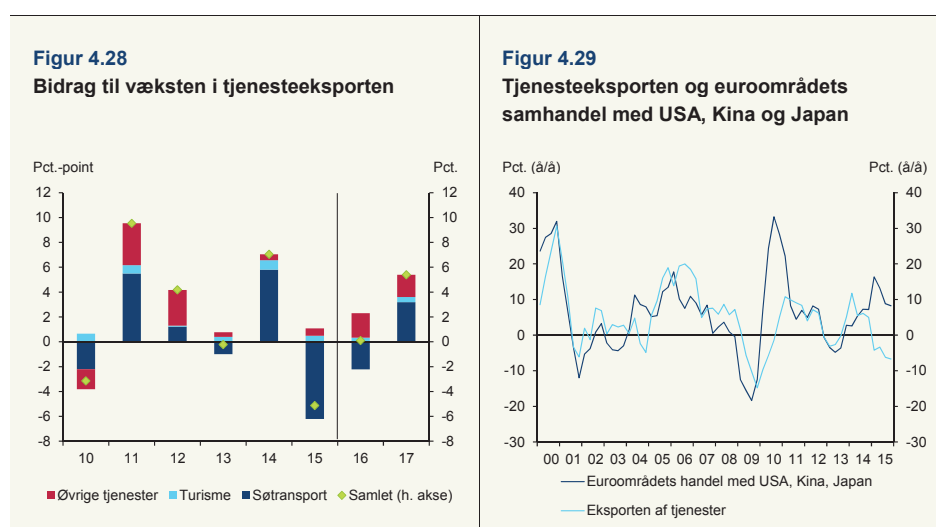 Figur 4.28
Bidrag til væksten i tjenesteeksporten
Pct.-point
Pct.
12
10
8
6
4
2
0
-2
-4
-6
-8
12
10
8
6
4
2
0
-2
-4
-6
-8
10 11 12 13 14 15 16 17
Øvrige tjenester Turisme Søtransport Samlet (h. akse)
Figur 4.29
Tjenesteeksporten og euroområdets
samhandel med USA, Kina og Japan
Pct. (å/å)
Pct. (å/å)
40
30
20
10
0
-10
-20
-30
40
30
20
10
0
-10
-20
-30
00 01 02 03 04 05 06 07 08 09 10 11 12 13 14 15
Euroområdets handel med USA, Kina, Japan
Eksporten af tjenester